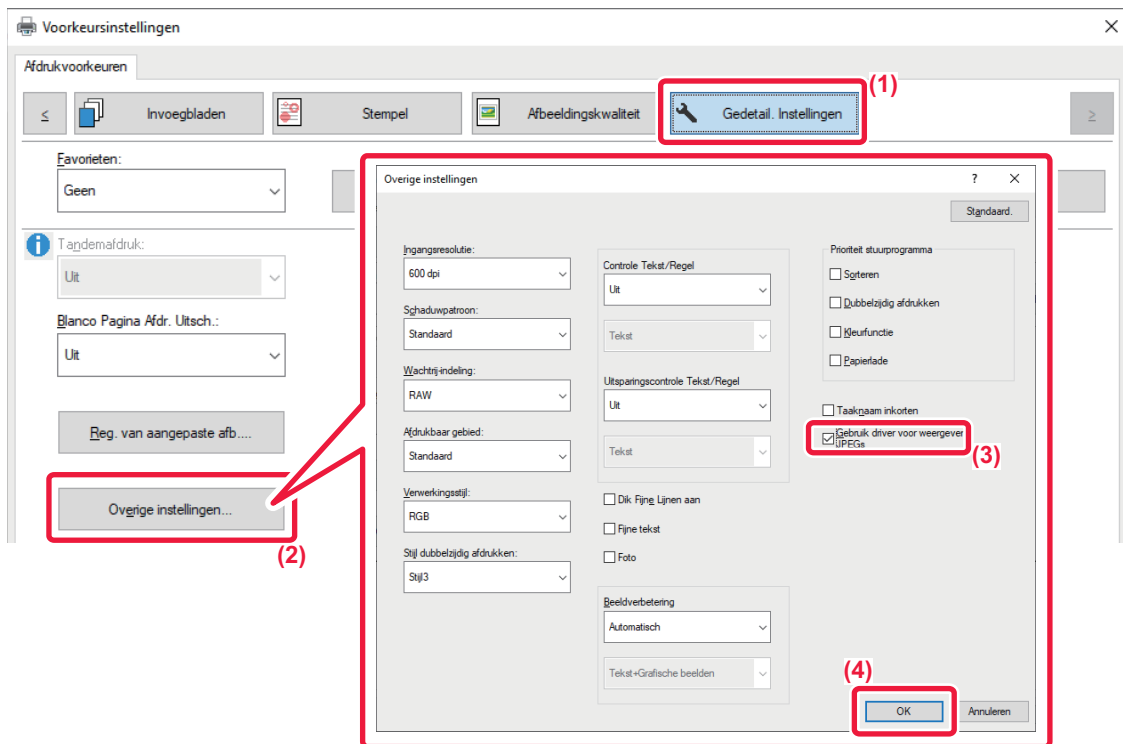 Voorkeursinstellingen
Afdrukvoorkeuren
(1)
<
Invoegbladen
Stempel
Afbeeldingskwaliteit
Gedetail. Instellingen
>
Favorieten:
Geen
Tandemafdruk:
Uit
Blanco Pagina Afdr. Uitsch.:
Uit
Reg. van aangepaste afb....
Overige instellingen...
(2)
Overige instellingen
?
Standaard.
Ingangsresolutie:
600 dpi
Schaduwpatroon:
Standaard
Wachtrij-indeling:
RAW
Afdrukbaar gebied:
Standaard
Verwerkingsstijl:
RGB
Stijl dubbelzijdig afdrukken:
Stijl3
Controle Tekst/Regel
Uit
Tekst
Uitsparingscontrole Tekst/Regel
Uit
Tekst
Dik Fijne Lijnen aan
Fijne tekst
Foto
Beeldverbetering
Automatisch
Tekst+Grafische beelden
Prioriteit stuurprogramma
Sorteren
Dubbelzijdig afdrukken
Kleurfunctie
Papierlade
Taaknaam inkorten
Gebruik driver voor weergever
JPEGs
(3)
(4)
OK
Annuleren